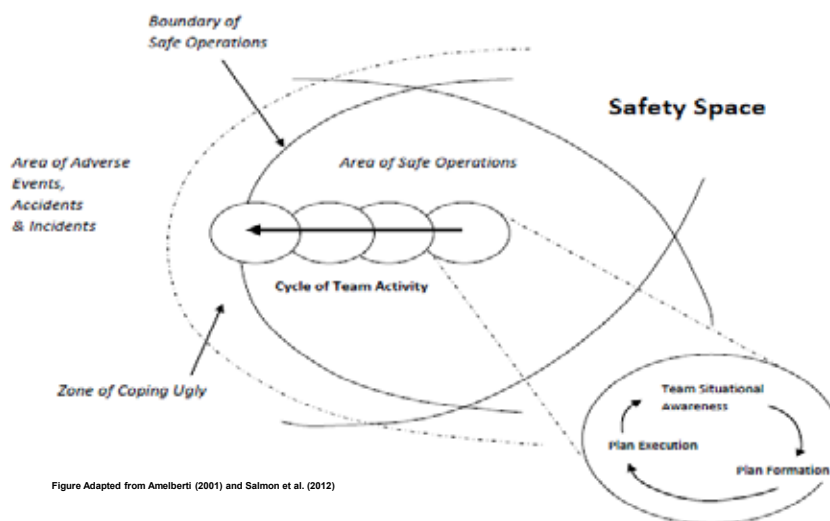 Boundary of
Safe Operations
Safety Space
Area of Adverse
Events,
Accidents
& Incidents
Area of Safe Operations
Cycle of Team Activity
Zone of Coping Ugly
Team Situational
Awareness
Plan Execution
Plan Formation
Figure Adapted from Amelberti (2001) and Salmon et al. (2012)